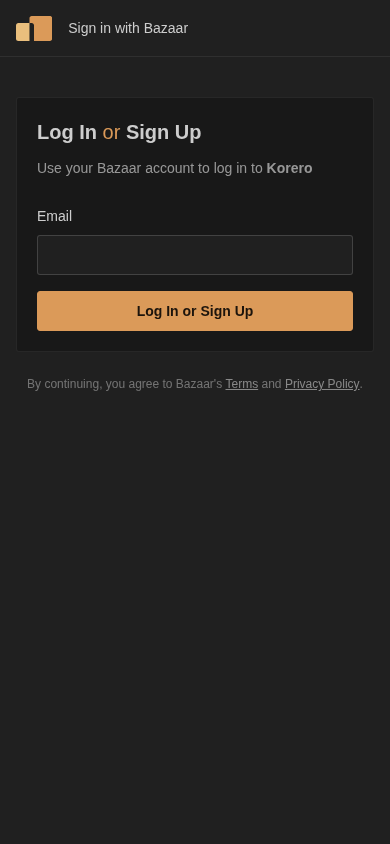 Sign in with Bazaar
Log In or Sign Up
Use your Bazaar account to log in to Korero
Email
Log In or Sign Up
By continuing, you agree to Bazaar's Terms and Privacy Policy.